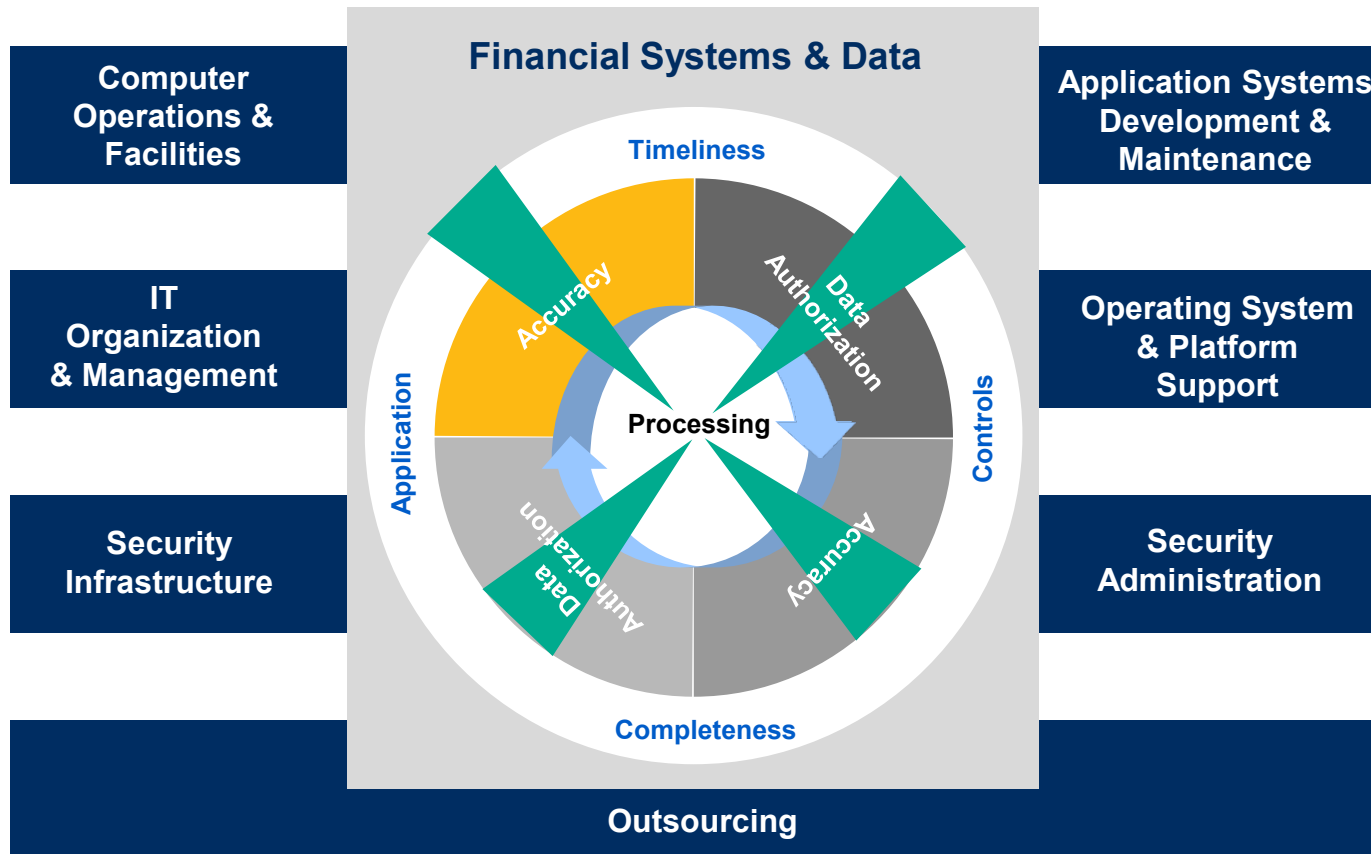 Financial Systems & Data
Computer
Operations &
Facilities
Application Systems
Development &
Maintenance
Timeliness
Accuracy
Data
Authorization
IT
Organization
& Management
Operating System
& Platform
Support
Application
Processing
Controls
Security
Infrastructure
Data
Authorization
Accuracy
Security
Administration
Completeness
Outsourcing